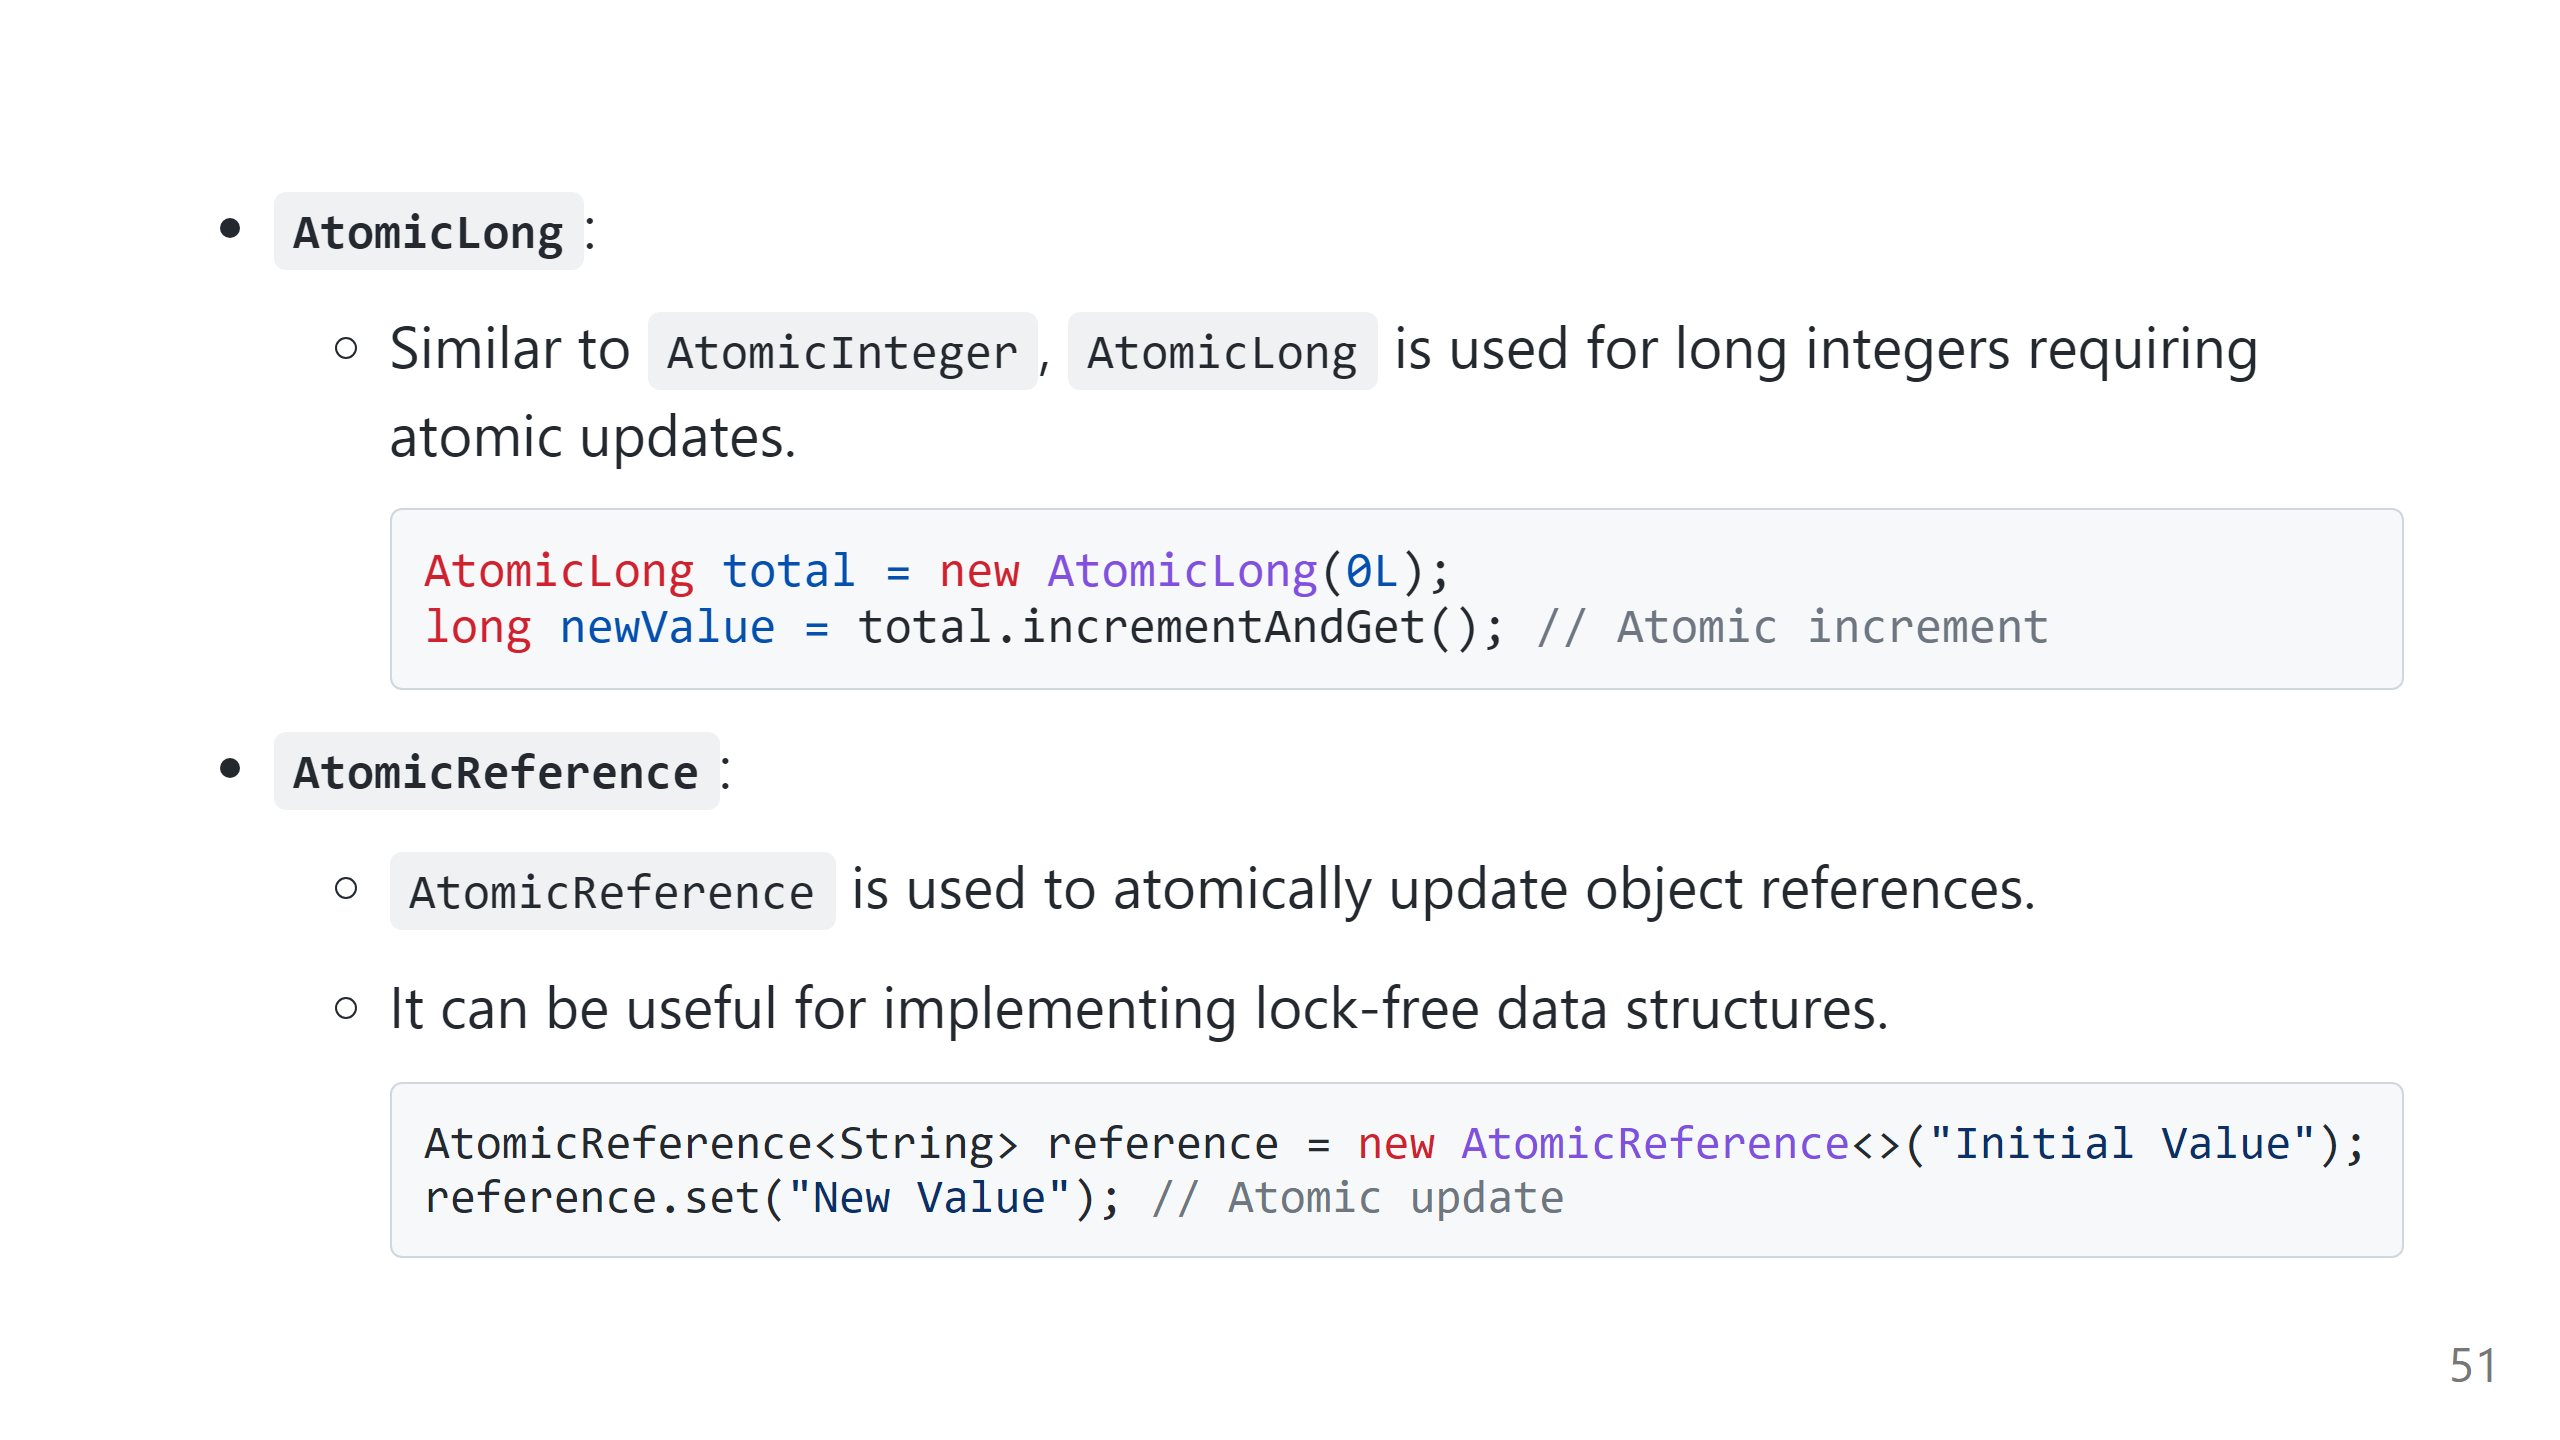 • AtomicLong:
◦ Similar to AtomicInteger, AtomicLong is used for long integers requiring
atomic updates.
AtomicLong total = new AtomicLong(0L);
long newValue = total.incrementAndGet(); // Atomic increment
• AtomicReference:
◦ AtomicReference is used to atomically update object references.
◦ It can be useful for implementing lock-free data structures.
AtomicReference<String> reference = new AtomicReference<>("Initial Value");
reference.set("New Value"); // Atomic update
51